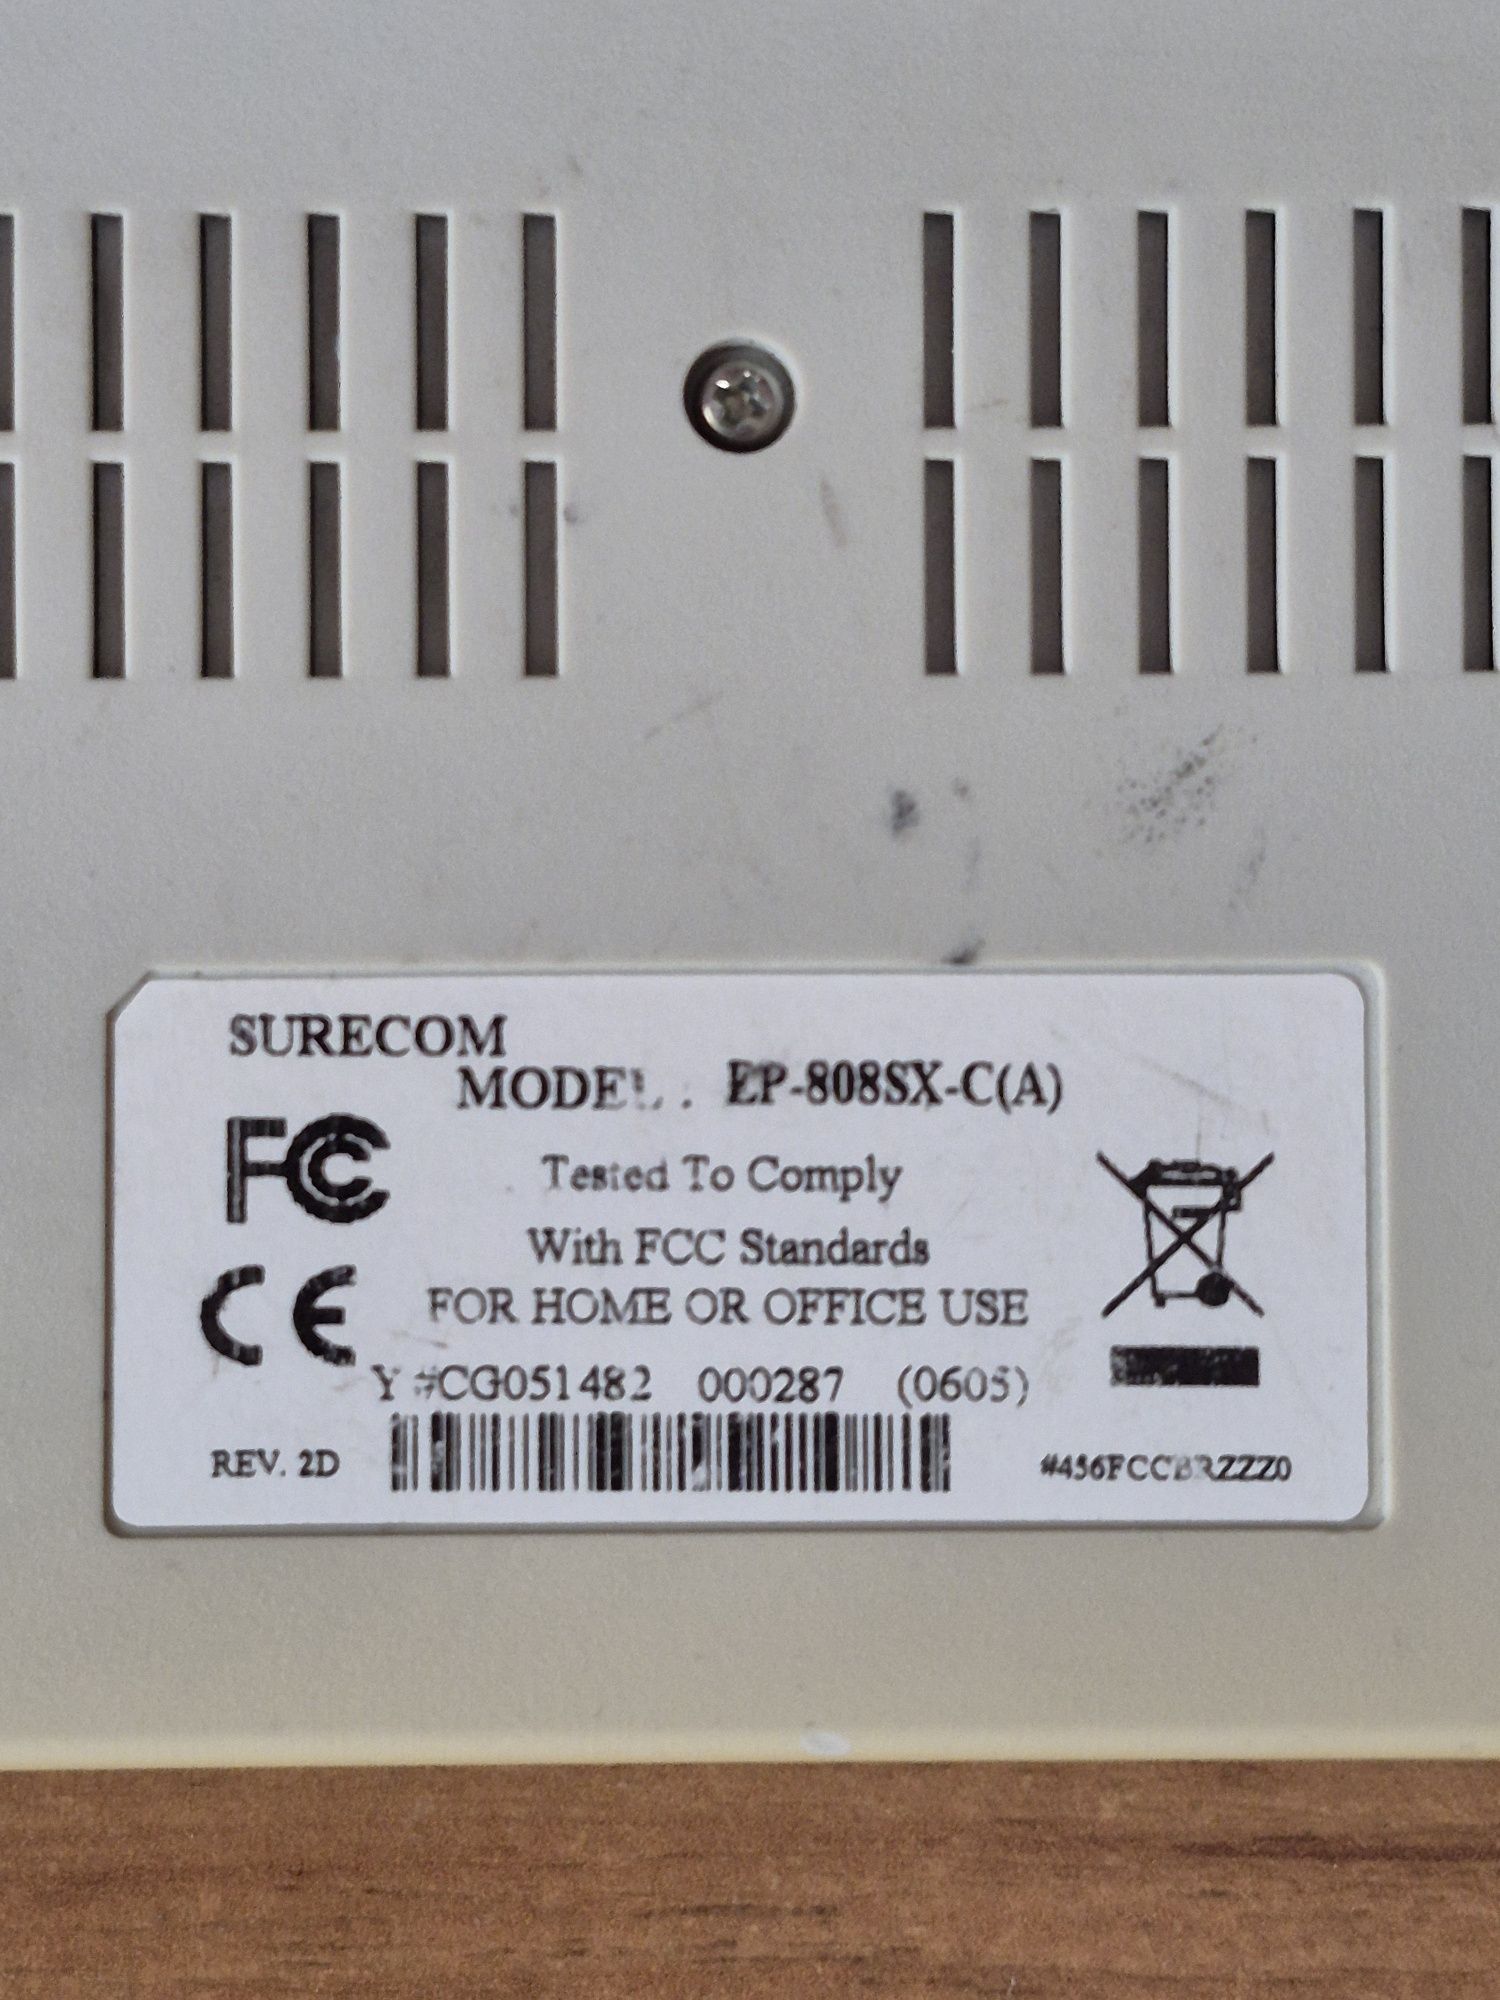 SURECOM
MODEL : EP-808SX-C(A)
FC
Tested To Comply
With FCC Standards
CE
FOR HOME OR OFFICE USE
Y #CG051482 000287 (0605)
REV. 2D
#456FCCBRZZZ0